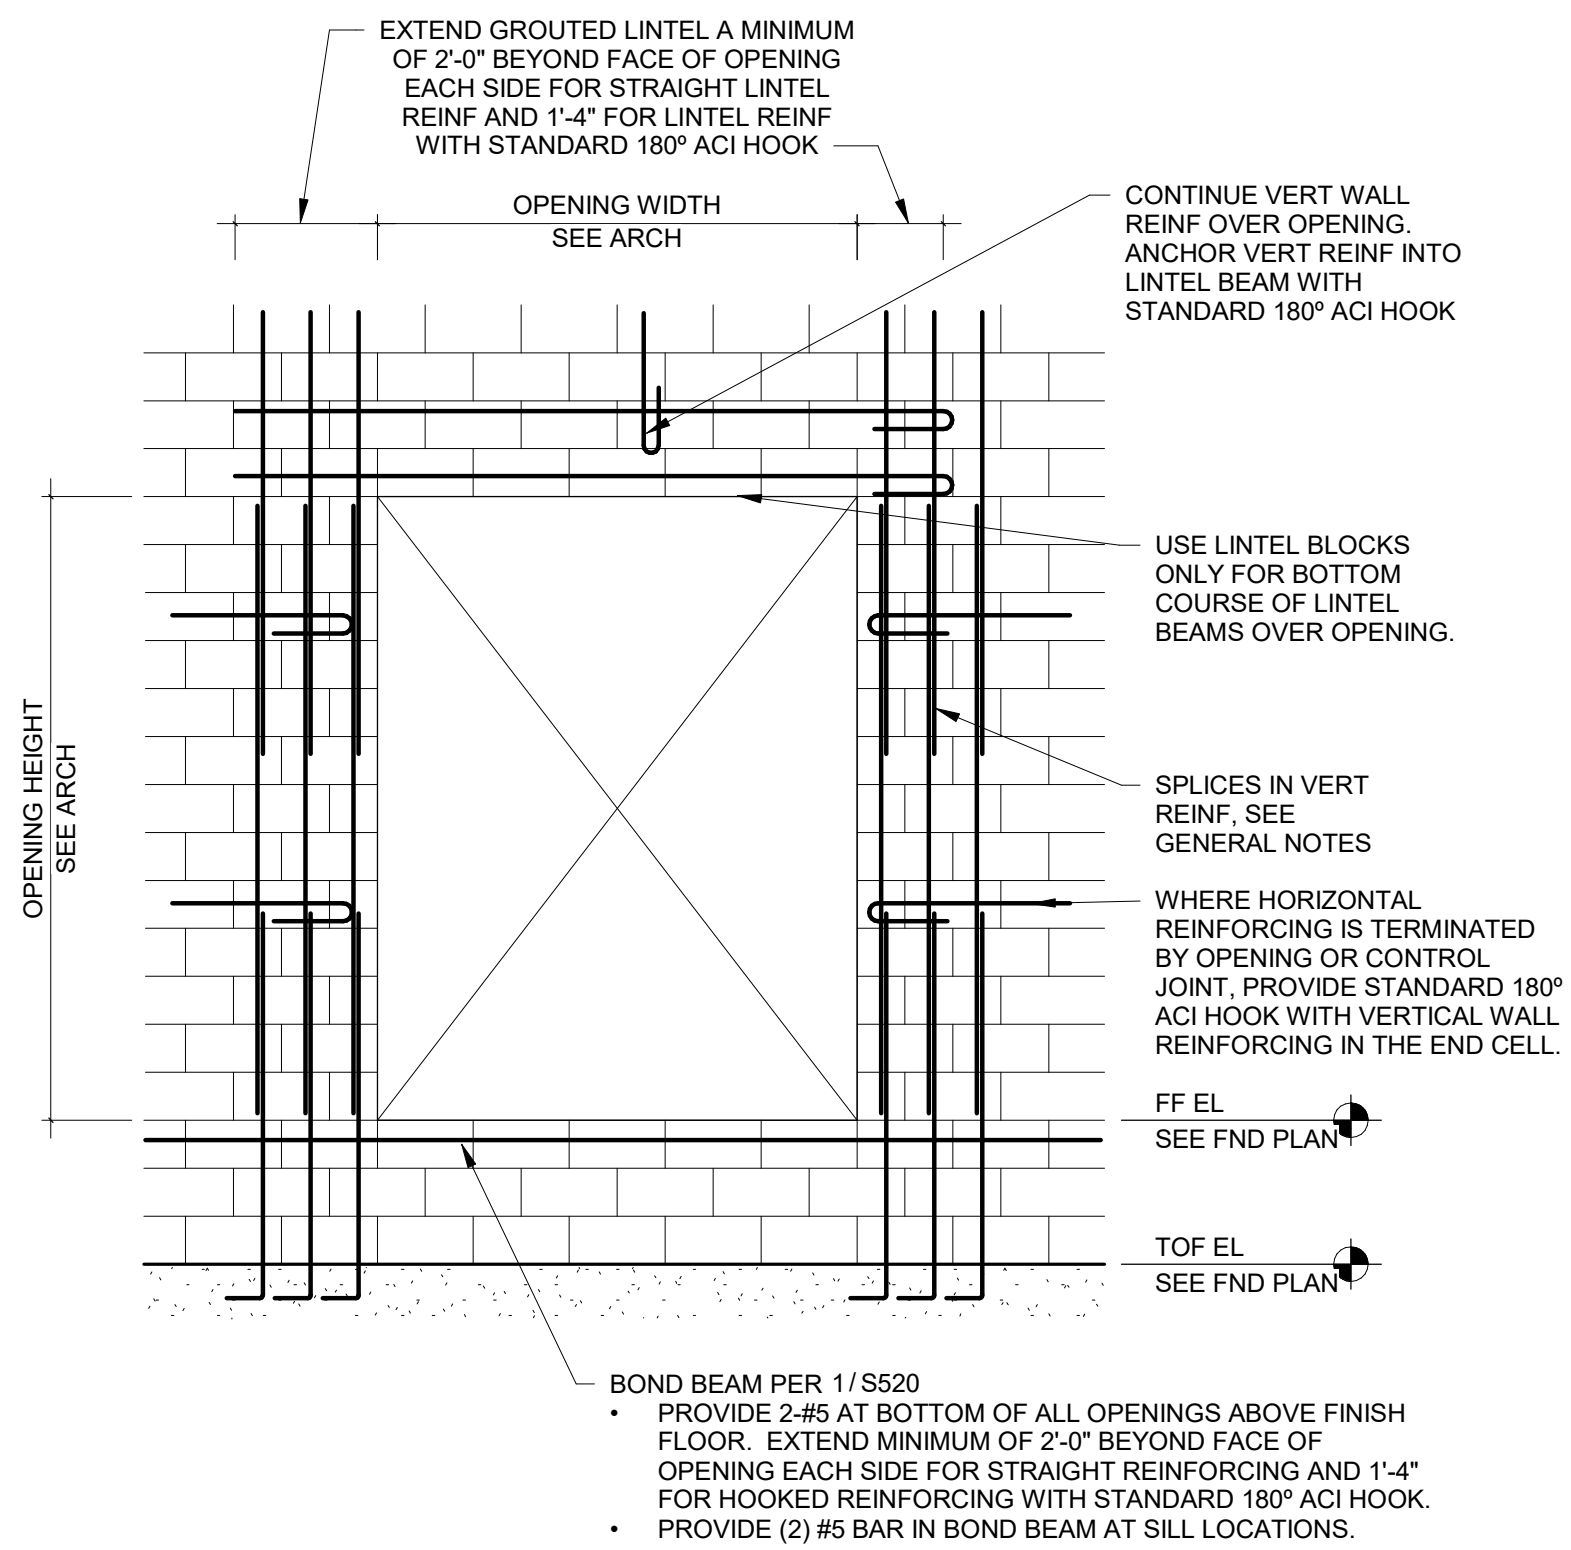 EXTEND GROUTED LINTEL A MINIMUM
OF 2'-0" BEYOND FACE OF OPENING
EACH SIDE FOR STRAIGHT LINTEL
REINF AND 1'-4" FOR LINTEL REINF
WITH STANDARD 180º ACI HOOK
OPENING WIDTH
SEE ARCH
CONTINUE VERT WALL
REINF OVER OPENING.
ANCHOR VERT REINF INTO
LINTEL BEAM WITH
STANDARD 180º ACI HOOK
USE LINTEL BLOCKS
ONLY FOR BOTTOM
COURSE OF LINTEL
BEAMS OVER OPENING.
OPENING HEIGHT
SEE ARCH
SPLICES IN VERT
REINF, SEE
GENERAL NOTES
WHERE HORIZONTAL
REINFORCING IS TERMINATED
BY OPENING OR CONTROL
JOINT, PROVIDE STANDARD 180º
ACI HOOK WITH VERTICAL WALL
REINFORCING IN THE END CELL.
FF EL
SEE FND PLAN
TOF EL
SEE FND PLAN
BOND BEAM PER 1/S520
• PROVIDE 2-#5 AT BOTTOM OF ALL OPENINGS ABOVE FINISH
FLOOR. EXTEND MINIMUM OF 2'-0" BEYOND FACE OF
OPENING EACH SIDE FOR STRAIGHT REINFORCING AND 1'-4"
FOR HOOKED REINFORCING WITH STANDARD 180º ACI HOOK.
• PROVIDE (2) #5 BAR IN BOND BEAM AT SILL LOCATIONS.